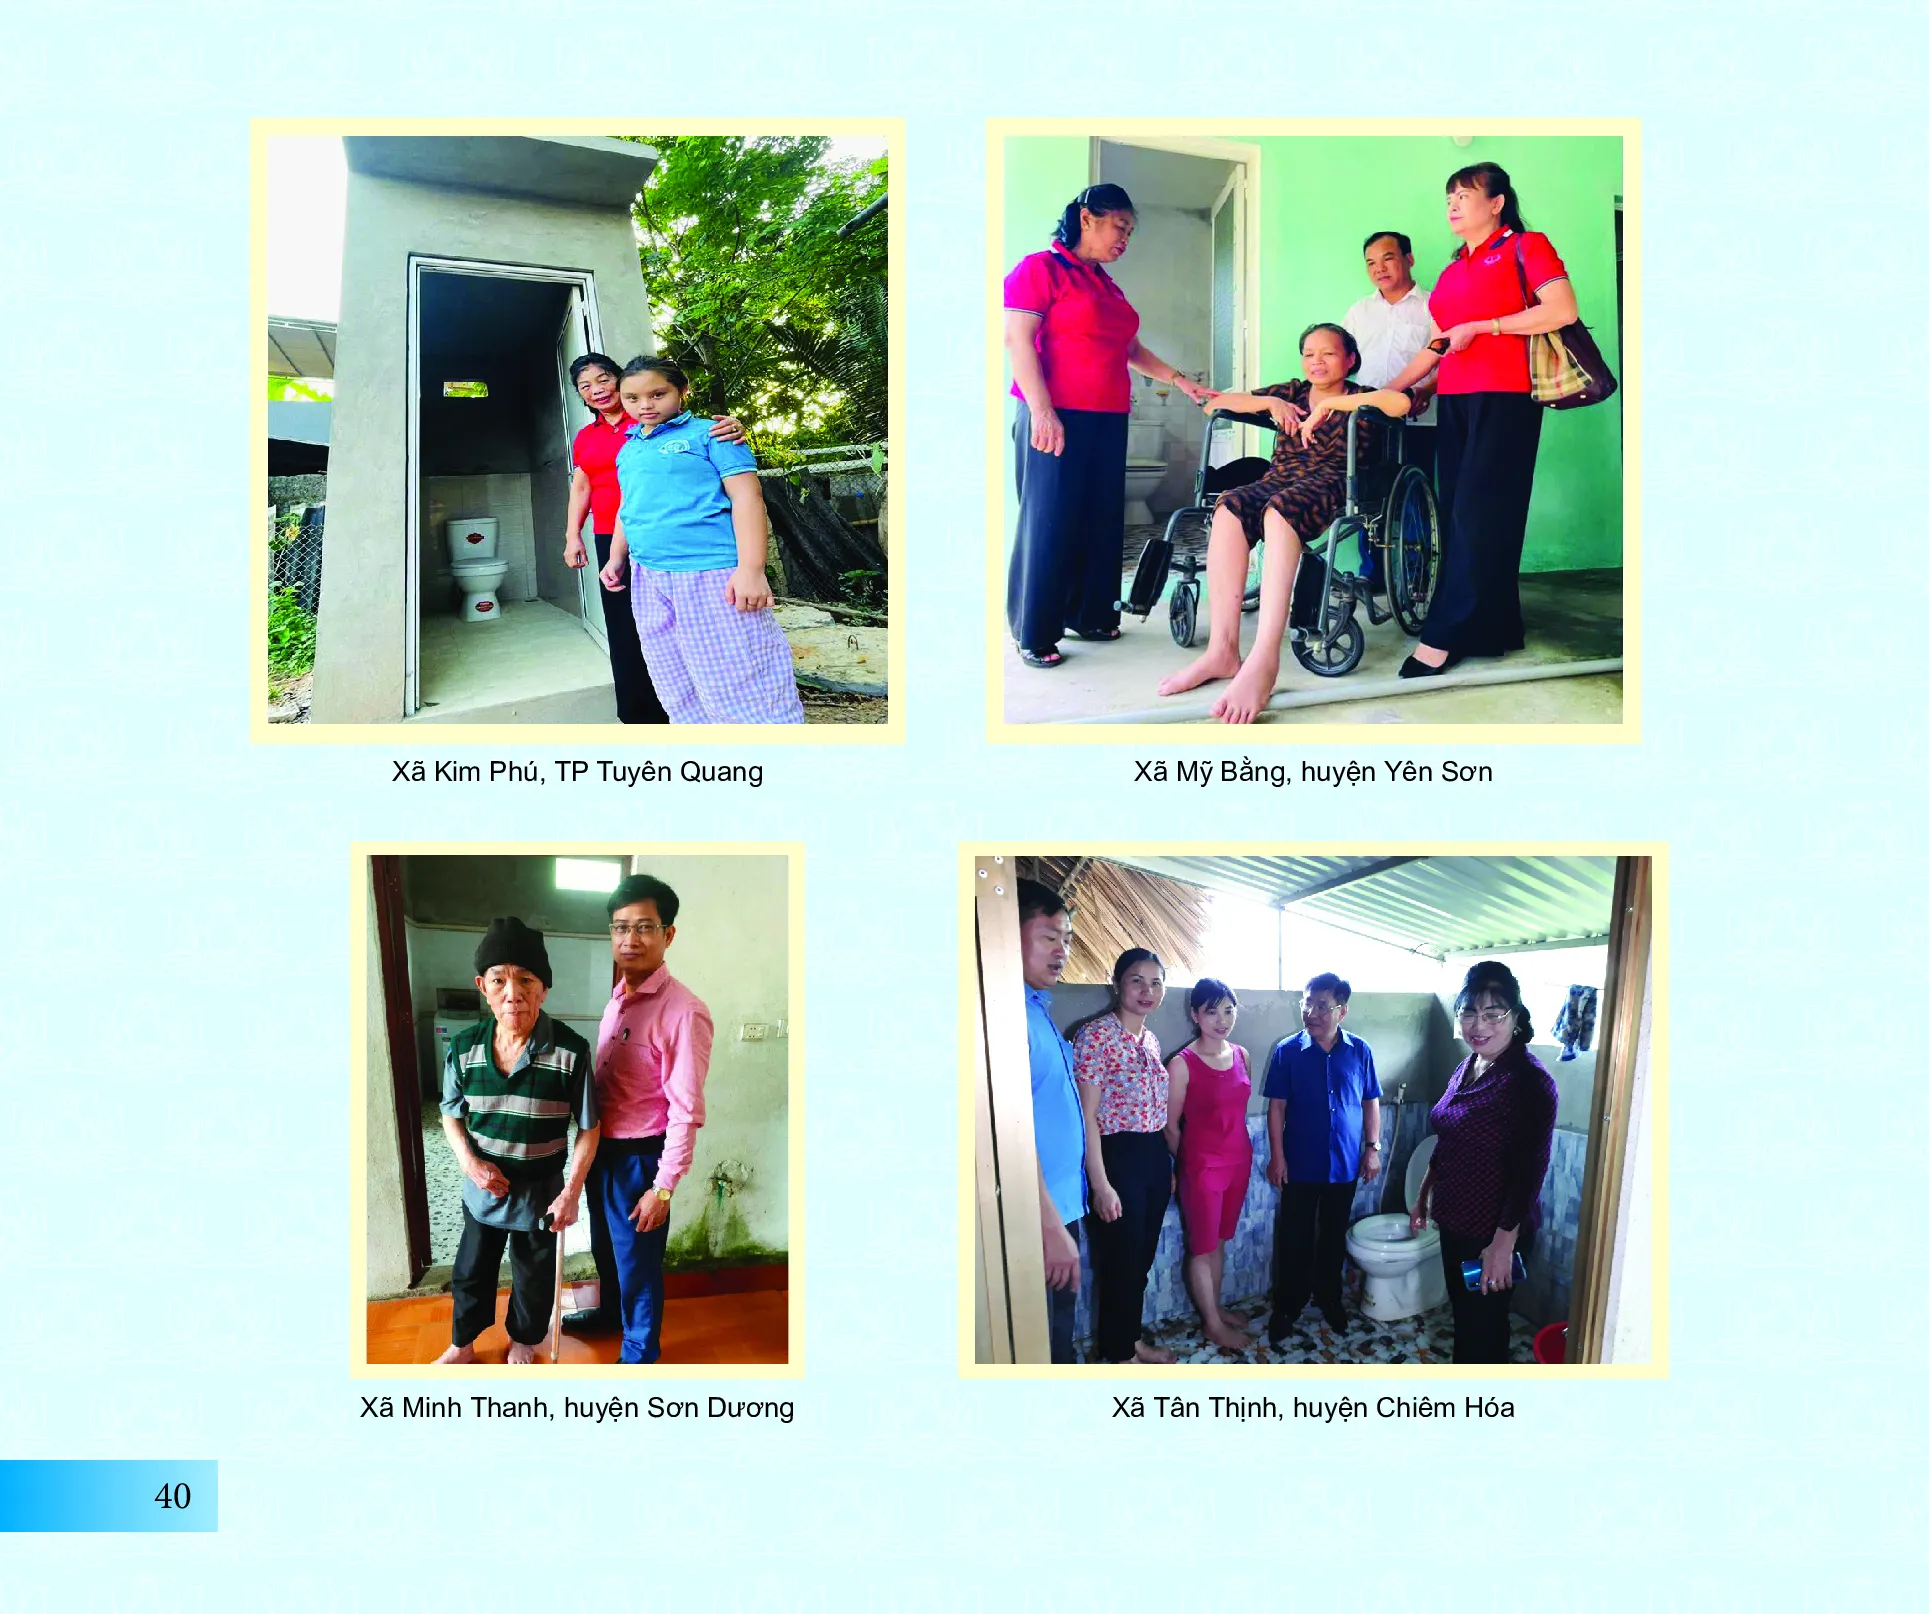 Xã Kim Phú, TP Tuyên Quang
Xã Mỹ Bằng, huyện Yên Sơn
Xã Minh Thanh, huyện Sơn Dương
Xã Tân Thịnh, huyện Chiêm Hóa
40